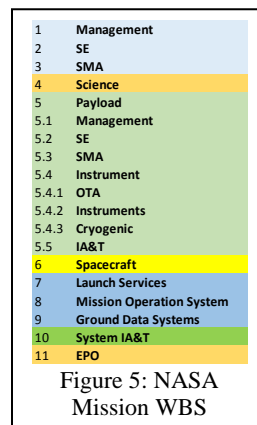 1 Management
2 SE
3 SMA
4 Science
5 Payload
5.1 Management
5.2 SE
5.3 SMA
5.4 Instrument
5.4.1 OTA
5.4.2 Instruments
5.4.3 Cryogenic
5.5 IA&T
6 Spacecraft
7 Launch Services
8 Mission Operation System
9 Ground Data Systems
10 System IA&T
11 EPO
Figure 5: NASA
Mission WBS